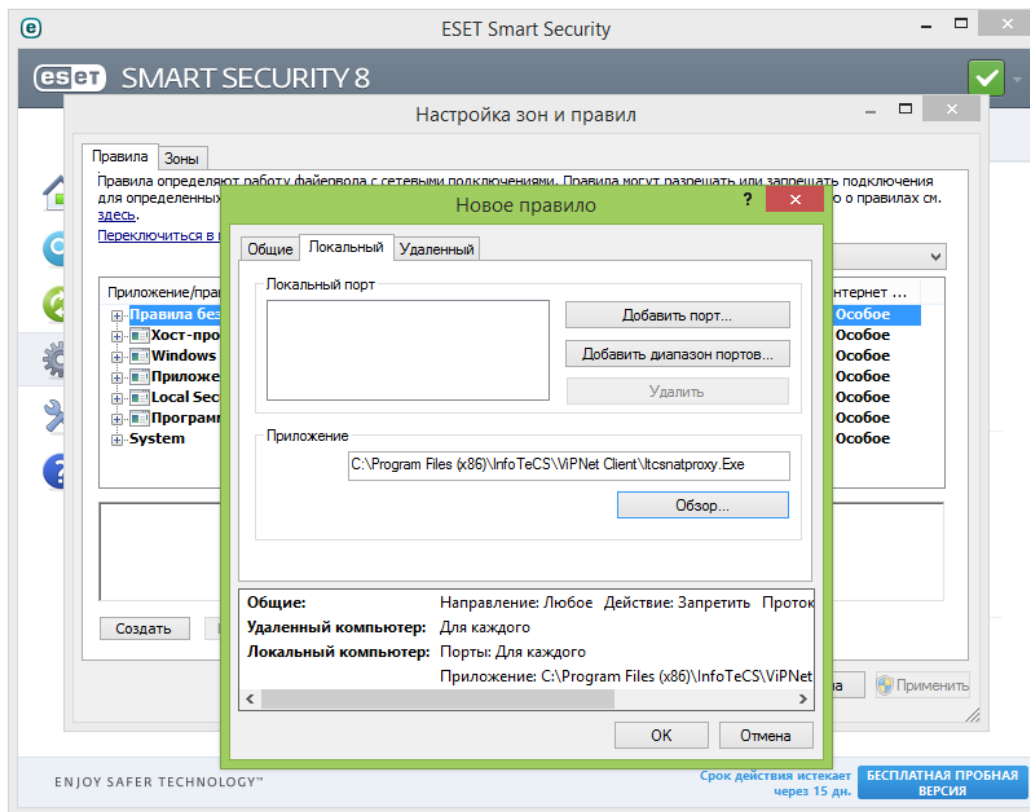 ESET Smart Security
eset SMART SECURITY 8
Настройка зон и правил
Правила Зоны
Правила определяют работу файервола с сетевыми подключениями. Правила могут разрешать или запрещать подключения
для определенных о правилах см.
здесь.
Переключиться в
Новое правило
Общие Локальный Удаленный
Локальный порт
Добавить порт...
Добавить диапазон портов...
Удалить
Приложение
C:\Program Files (x86)\InfoTeCS\ViPNet Client\Itcsnatproxy.Exe
Обзор...
Приложение/пра нтернет ...
Правила без Особое
Хост-про Особое
Windows Особое
Приложе Особое
Local Sec Особое
Програм Особое
System Особое
Общие: Направление: Любое Действие: Запретить Проток
Удаленный компьютер: Для каждого
Локальный компьютер: Порты: Для каждого
Приложение: C:\Program Files (x86)\InfoTeCS\ViPNet
OK Отмена
Создать
Применить
ENJOY SAFER TECHNOLOGY™
Срок действия истекает
через 15 дн.
БЕСПЛАТНАЯ ПРОБНАЯ
ВЕРСИЯ